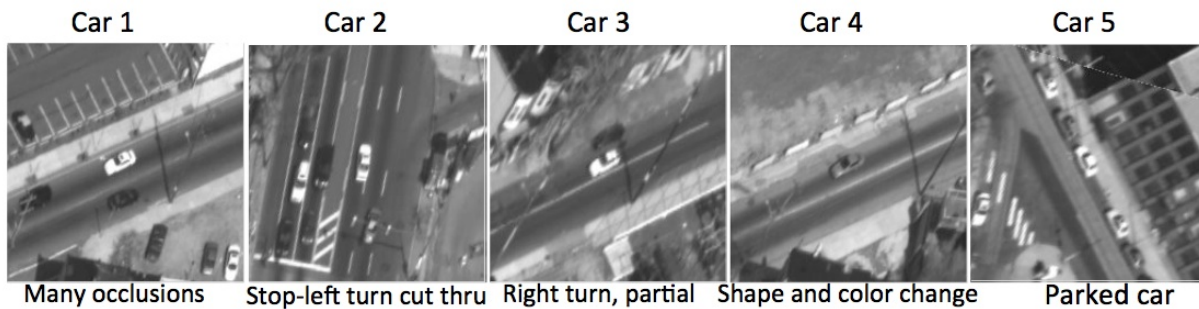 Car 1 Car 2 Car 3 Car 4 Car 5
Many occlusions Stop-left turn cut thru Right turn, partial Shape and color change Parked car